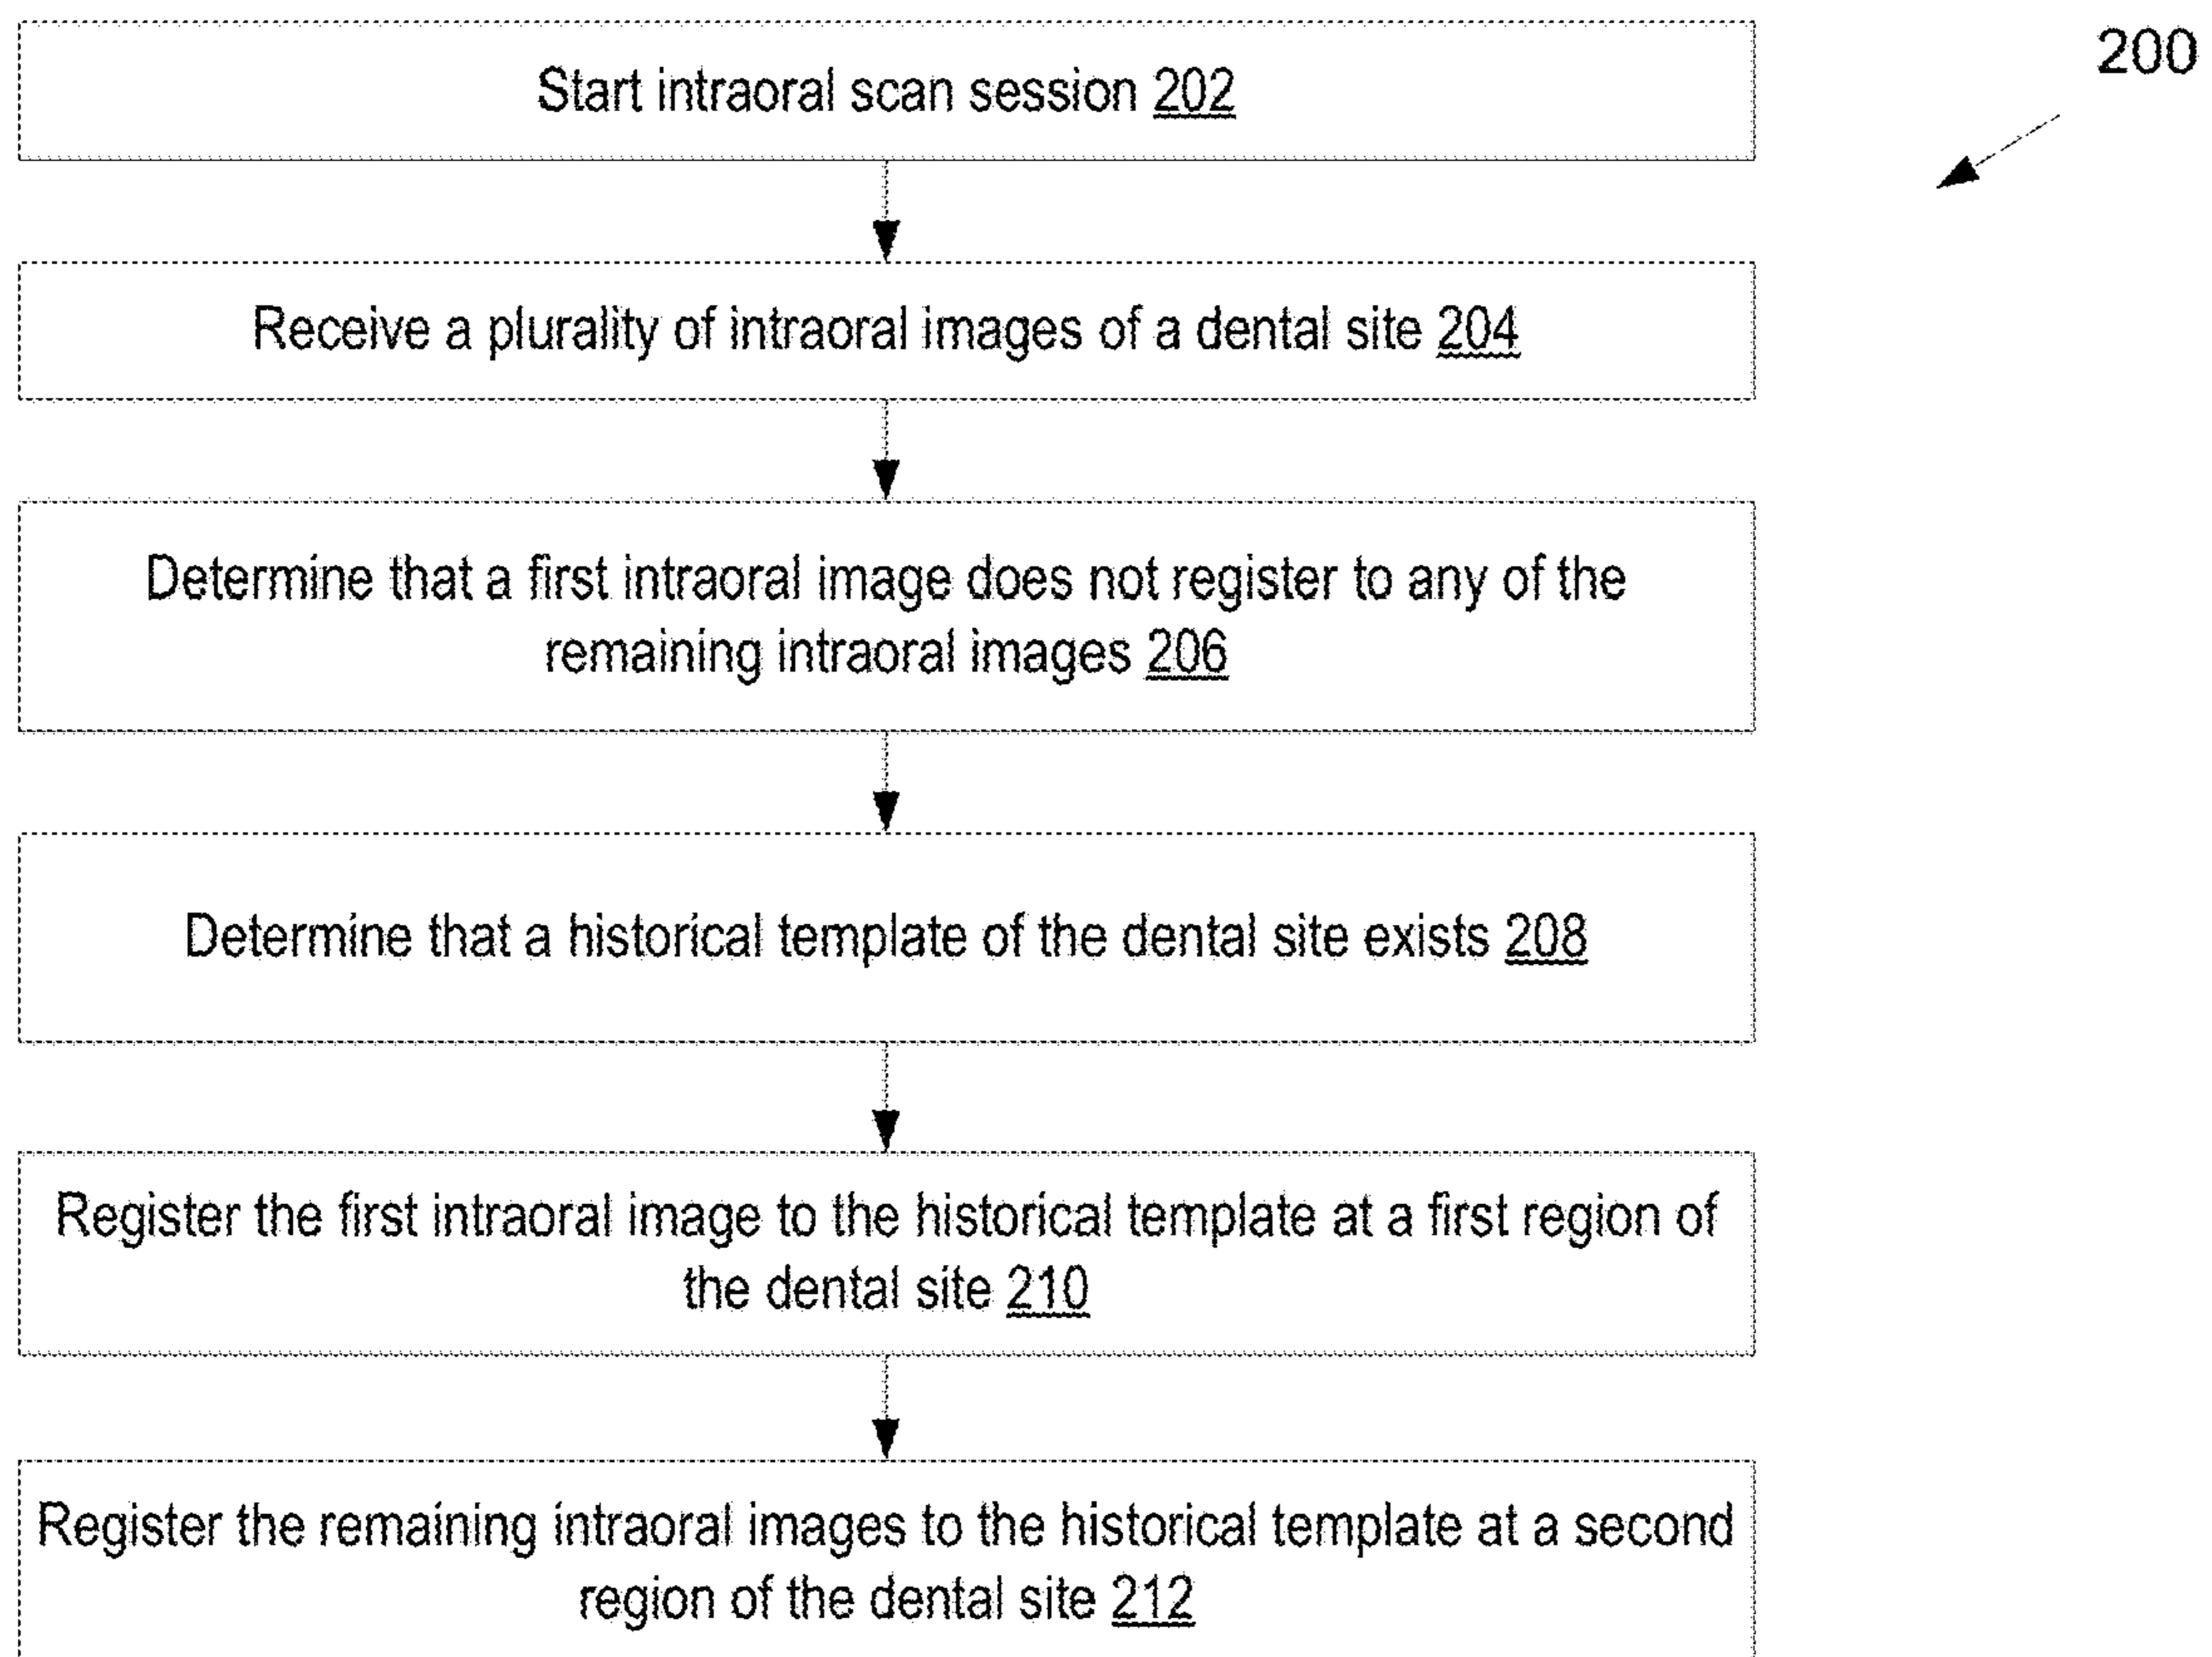 200
Start intraoral scan session 202
Receive a plurality of intraoral images of a dental site 204
Determine that a first intraoral image does not register to any of the
remaining intraoral images 206
Determine that a historical template of the dental site exists 208
Register the first intraoral image to the historical template at a first region of
the dental site 210
Register the remaining intraoral images to the historical template at a second
region of the dental site 212